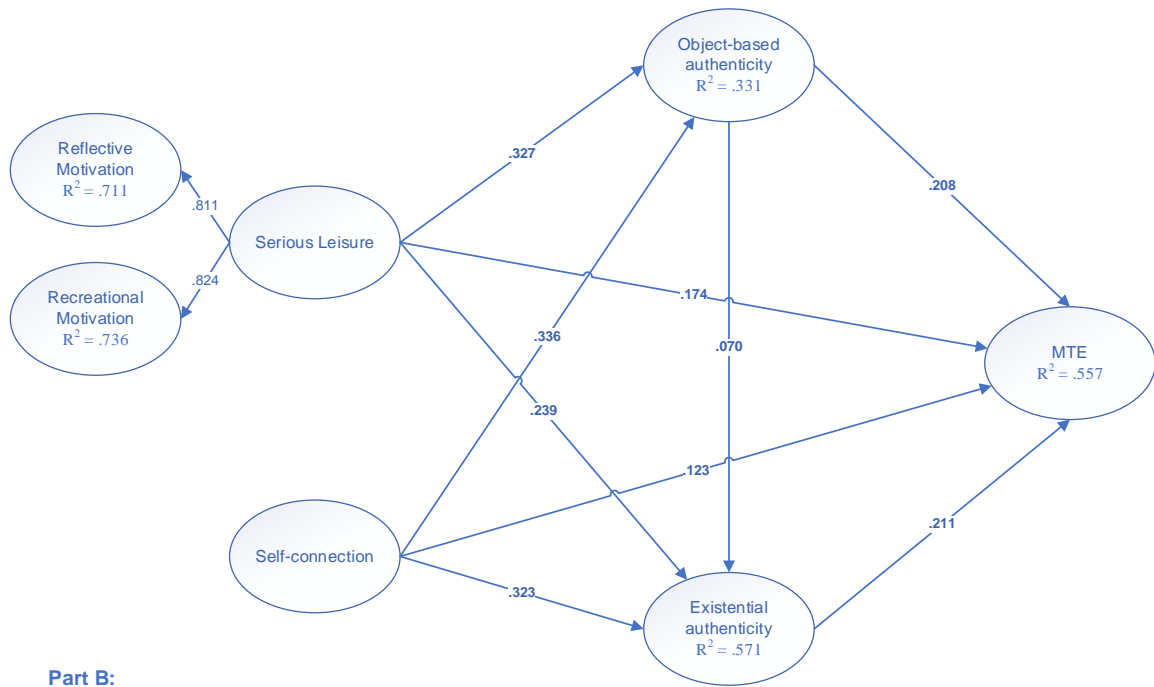 Object-based
authenticity
R² = .331
Reflective
Motivation
R² = .711
.811
.824
Recreational
Motivation
R² = .736
Serious Leisure
.327
.208
.174
.336
.070
.239
MTE
R² = .557
.123
.211
Self-connection
.323
Existential
authenticity
R² = .571
Part B: